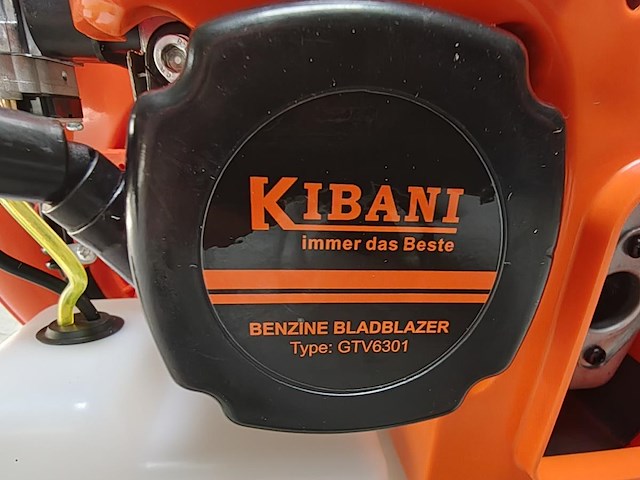 KIBANI
immer das Beste
BENZINE BLADBLAZER
Type: GTV6301